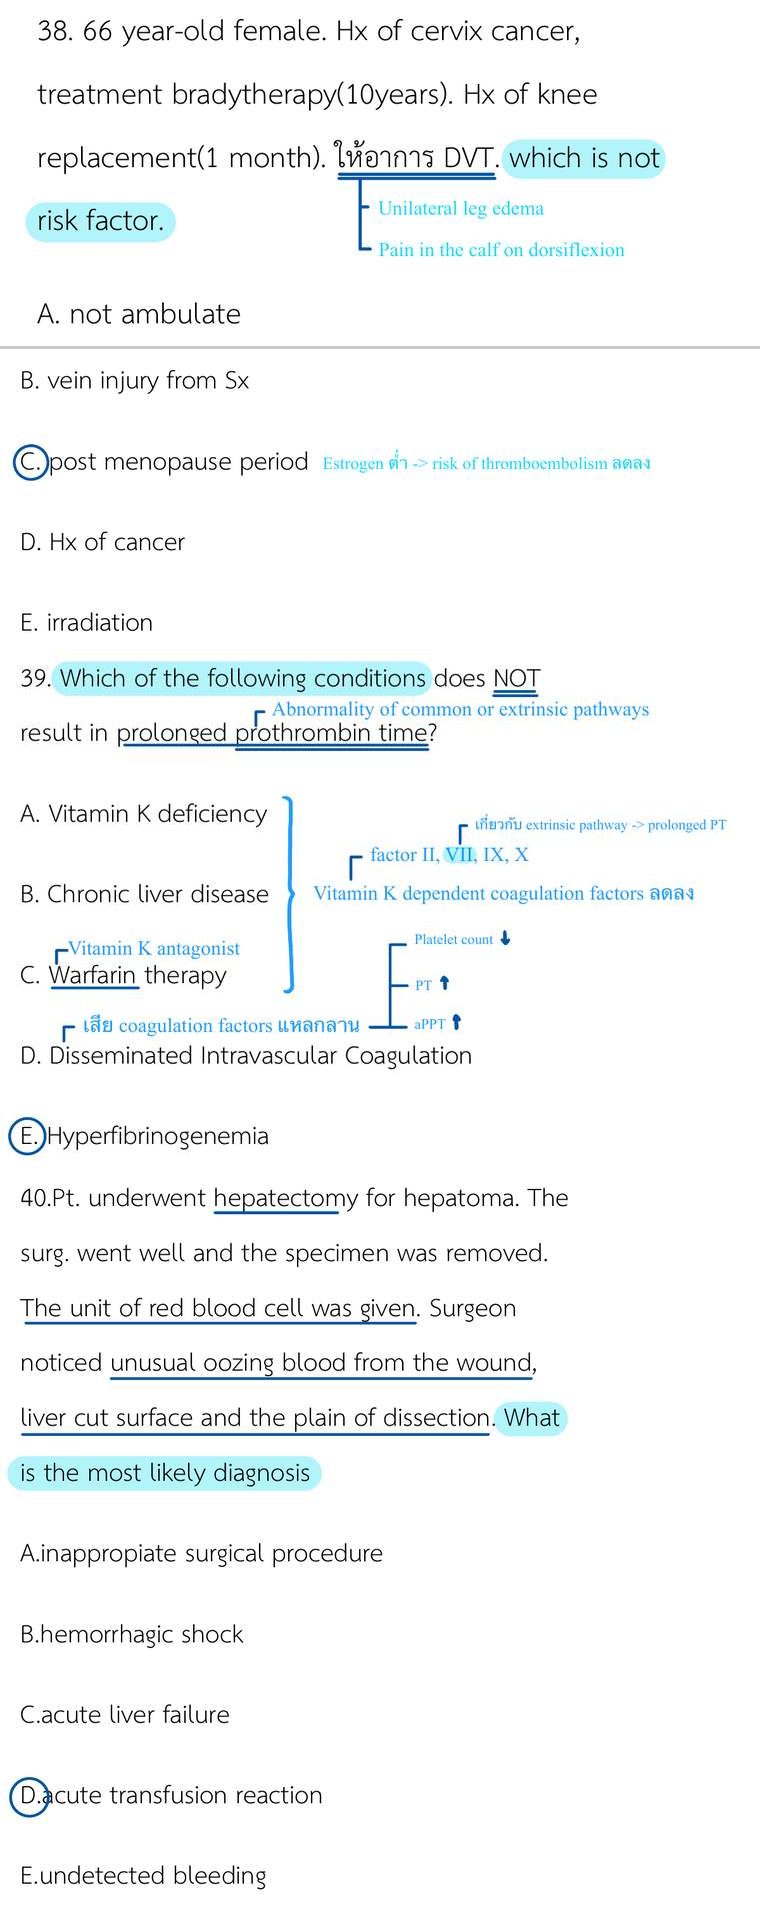 38. 66 year-old female. Hx of cervix cancer,
treatment bradytherapy(10years). Hx of knee
replacement(1 month). ให้อาการ DVT. which is not
Unilateral leg edema
risk factor.
Pain in the calf on dorsiflexion
A. not ambulate
B. vein injury from Sx
C. post menopause period Estrogen ต่ำ -> risk of thromboembolism ลดลง
D. Hx of cancer
E. irradiation
39. Which of the following conditions does NOT
Abnormality of common or extrinsic pathways
result in prolonged prothrombin time?
A. Vitamin K deficiency
เกี่ยวกับ extrinsic pathway -> prolonged PT
factor II, VII, IX, X
B. Chronic liver disease Vitamin K dependent coagulation factors ลดลง
Platelet count ⬇
Vitamin K antagonist
C. Warfarin therapy
PT ⬆
เสีย coagulation factors แหลกลาน aPPT ⬆
D. Disseminated Intravascular Coagulation
E. Hyperfibrinogenemia
40.Pt. underwent hepatectomy for hepatoma. The
surg. went well and the specimen was removed.
The unit of red blood cell was given. Surgeon
noticed unusual oozing blood from the wound,
liver cut surface and the plain of dissection. What
is the most likely diagnosis
A.inappropiate surgical procedure
B.hemorrhagic shock
C.acute liver failure
D.acute transfusion reaction
E.undetected bleeding